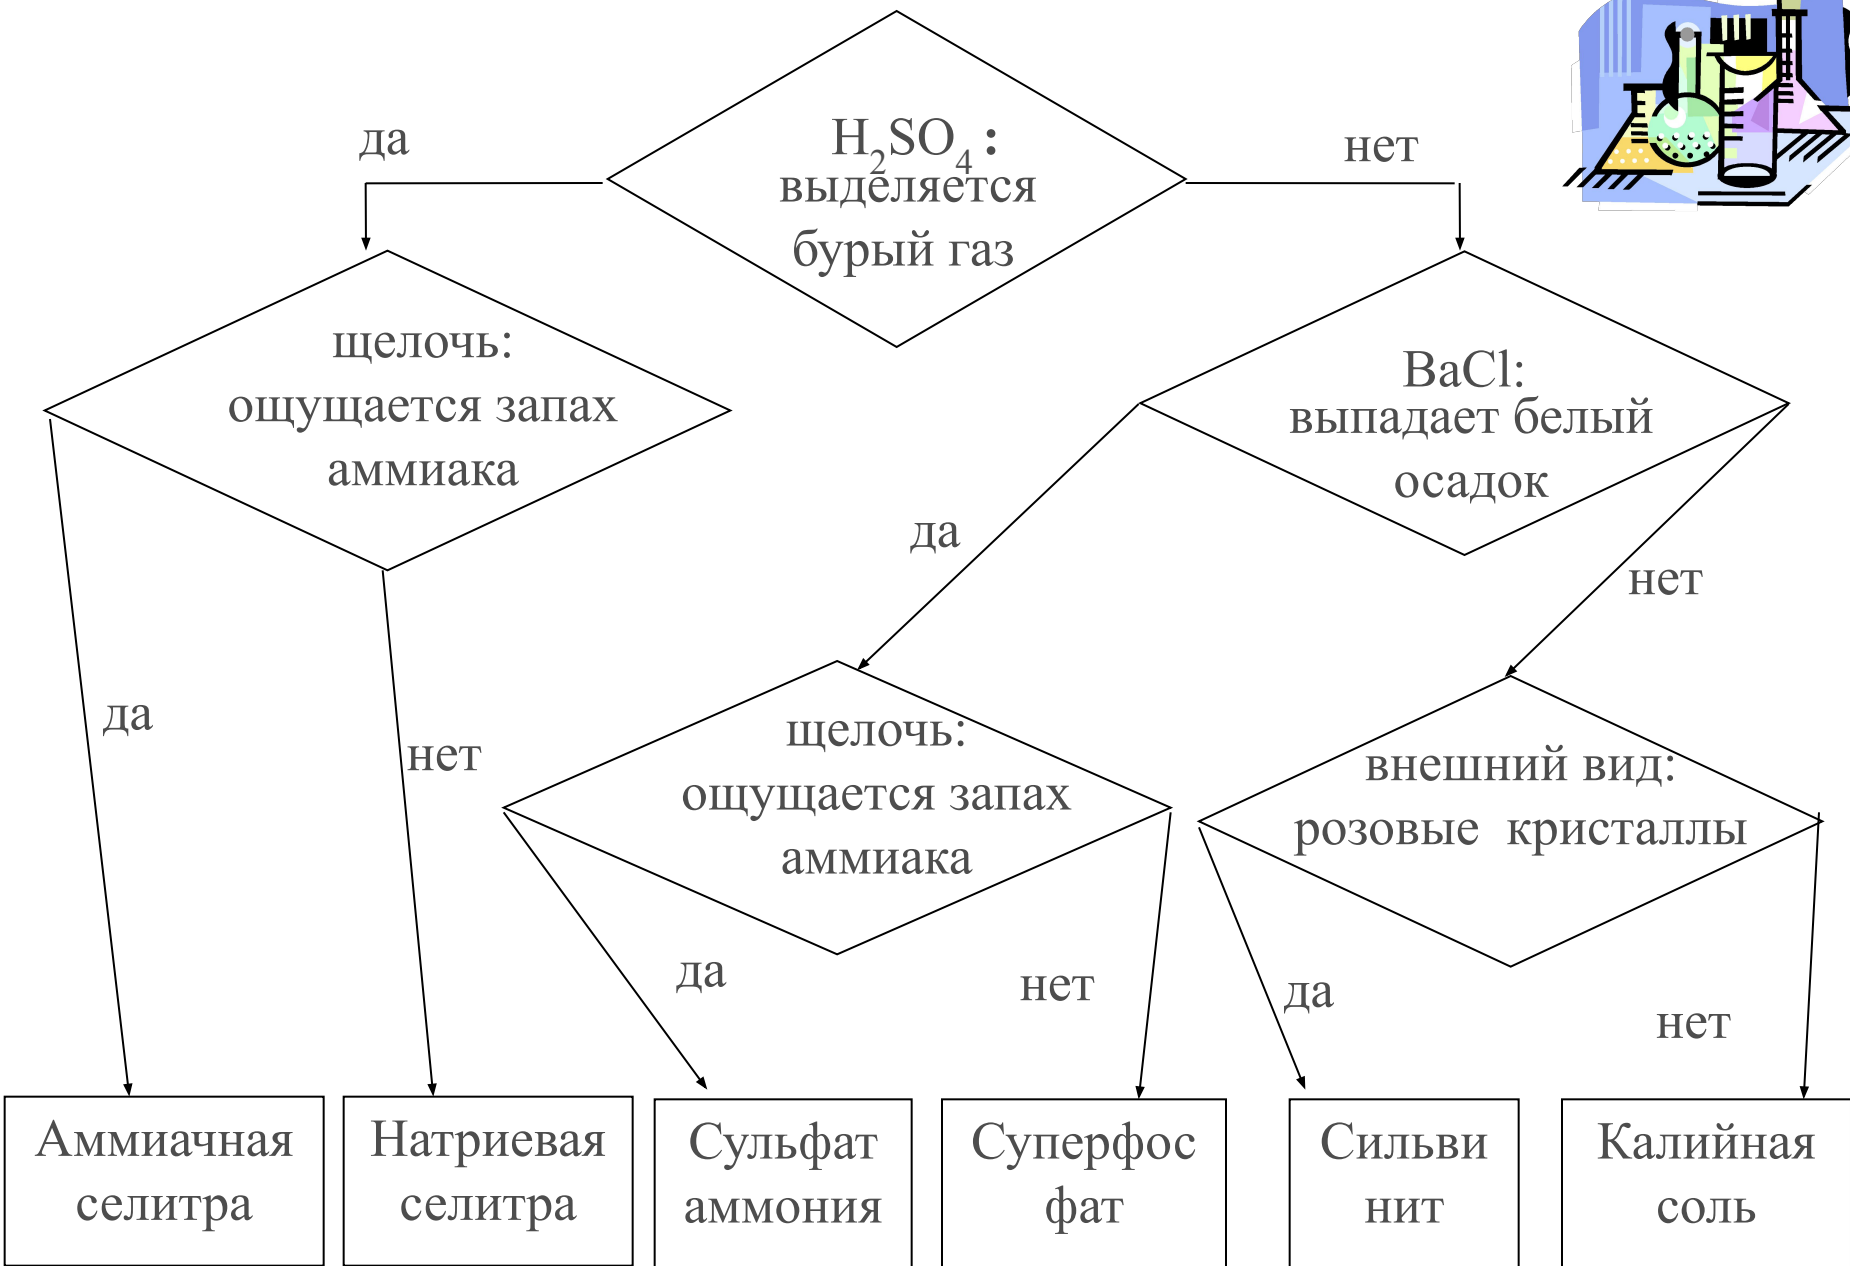 да
H₂SO₄ :
выделяется
бурый газ
нет
щелочь:
ощущается запах
аммиака
BaCl:
выпадает белый
осадок
да
нет
да
нет
щелочь:
ощущается запах
аммиака
внешний вид:
розовые кристаллы
да
нет
да
нет
Аммиачная
селитра
Натриевая
селитра
Сульфат
аммония
Суперфос
фат
Сильви
нит
Калийная
соль